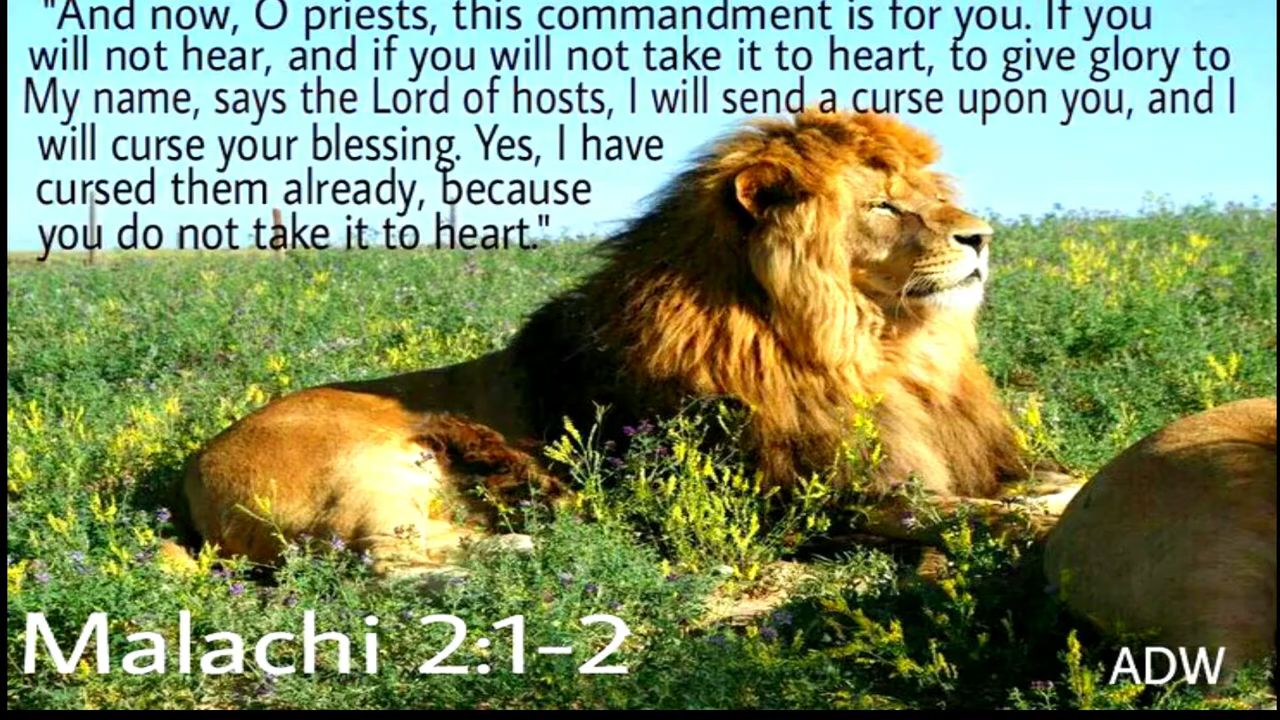 "And now, O priests, this commandment is for you. If you
will not hear, and if you will not take it to heart, to give glory to
My name, says the Lord of hosts, I will send a curse upon you, and I
will curse your blessing. Yes, I have
cursed them already, because
you do not take it to heart."
Malachi 2:1-2
ADW